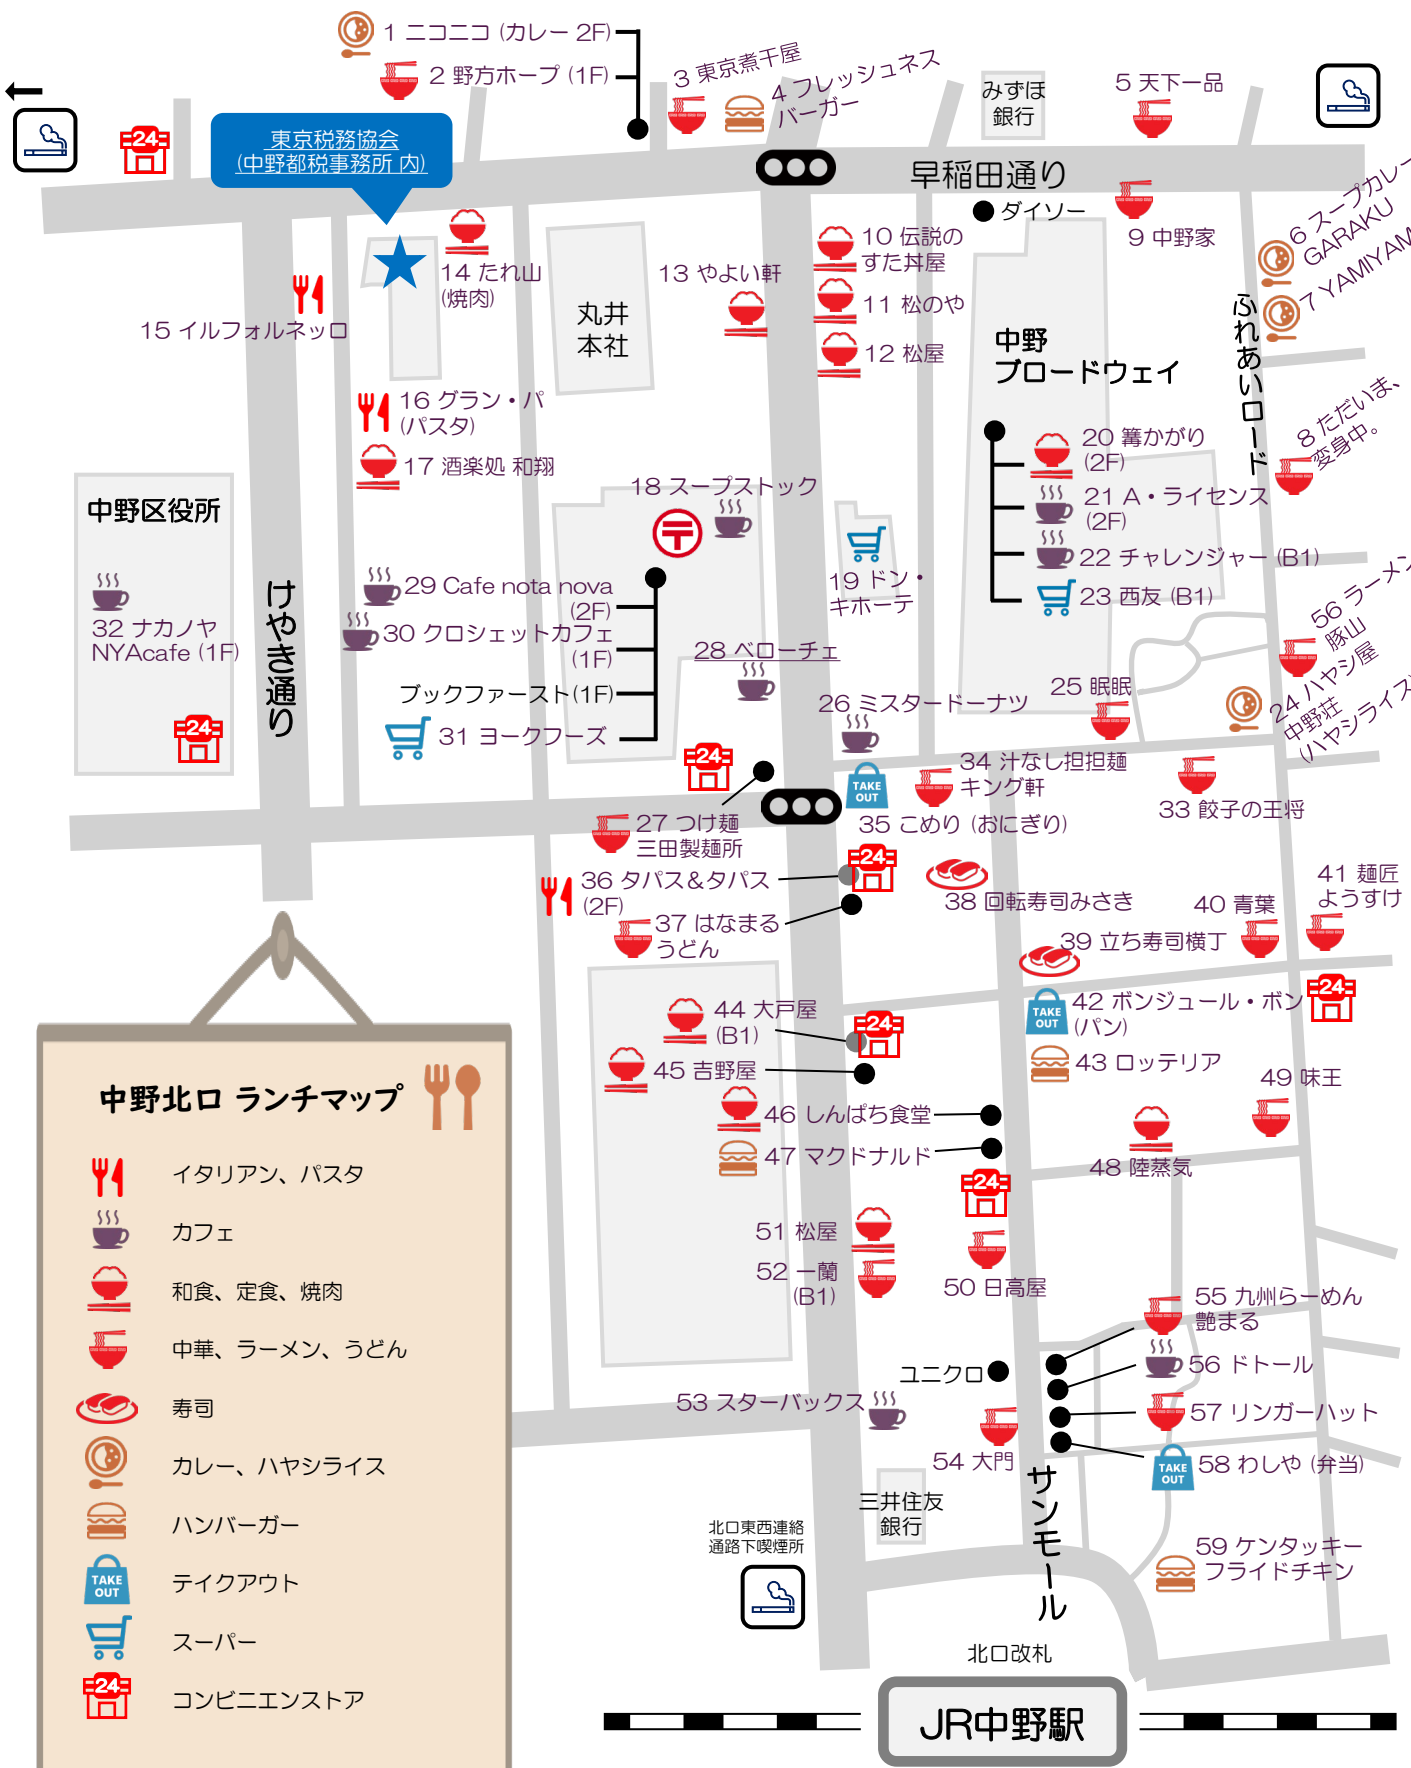 1 ニコニコ (カレー 2F)
2 野方ホープ (1F)
3 東京煮干屋
4 フレッシュネス
バーガー
みずほ
銀行
5 天下一品
24
東京税務協会
(中野都税事務所 内)
早稲田通り
ダイソー
9 中野家
6 スープカレー
GARAKU
7 YAMIYAM
10 伝説の
すた丼屋
11 松のや
12 松屋
13 やよい軒
14 たれ山
(焼肉)
15 イルフォルネッロ
丸井
本社
中野
ブロードウェイ
ふれあいロード
8 ただいま、
変身中。
16 グラン・パ
(パスタ)
17 酒楽処 和翔
18 スープストック
20 篝かがり
(2F)
21 A・ライセンス
(2F)
22 チャレンジャー (B1)
23 西友 (B1)
19 ドン・
キホーテ
中野区役所
32 ナカノヤ
NYAcafe (1F)
24
けやき通り
29 Cafe nota nova
(2F)
30 クロシェットカフェ
(1F)
ブックファースト(1F)
31 ヨークフーズ
28 ベローチェ
56 ラーメン
豚山
24 ハヤシ屋
中野荘
(ハヤシライス)
25 眠眠
26 ミスタードーナツ
24
TAKE
OUT
34 汁なし担担麺
キング軒
33 餃子の王将
35 こめり (おにぎり)
27 つけ麺
三田製麺所
24
36 タパス＆タパス
(2F)
37 はなまる
うどん
38 回転寿司みさき
39 立ち寿司横丁
40 青葉
41 麺匠
ようすけ
24
TAKE
OUT
42 ボンジュール・ボン
(パン)
43 ロッテリア
44 大戸屋
(B1)
24
45 吉野屋
46 しんぱち食堂
47 マクドナルド
48 陸蒸気
49 味王
24
50 日高屋
51 松屋
52 一蘭
(B1)
55 九州らーめん
艶まる
56 ドトール
57 リンガーハット
TAKE
OUT
58 わしや (弁当)
ユニクロ
53 スターバックス
54 大門
サンモール
三井住友
銀行
北口東西連絡
通路下喫煙所
59 ケンタッキー
フライドチキン
北口改札
JR中野駅
中野北口 ランチマップ
イタリアン、パスタ
カフェ
和食、定食、焼肉
中華、ラーメン、うどん
寿司
カレー、ハヤシライス
ハンバーガー
TAKE
OUT
テイクアウト
スーパー
24
コンビニエンストア